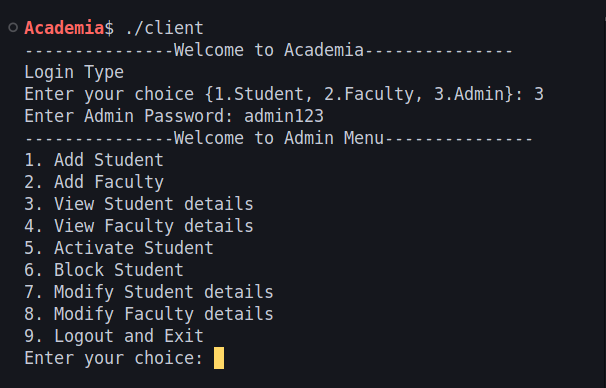 Academia$ ./client
---------------Welcome to Academia---------------
Login Type
Enter your choice {1.Student, 2.Faculty, 3.Admin}: 3
Enter Admin Password: admin123
---------------Welcome to Admin Menu---------------
1. Add Student
2. Add Faculty
3. View Student details
4. View Faculty details
5. Activate Student
6. Block Student
7. Modify Student details
8. Modify Faculty details
9. Logout and Exit
Enter your choice: